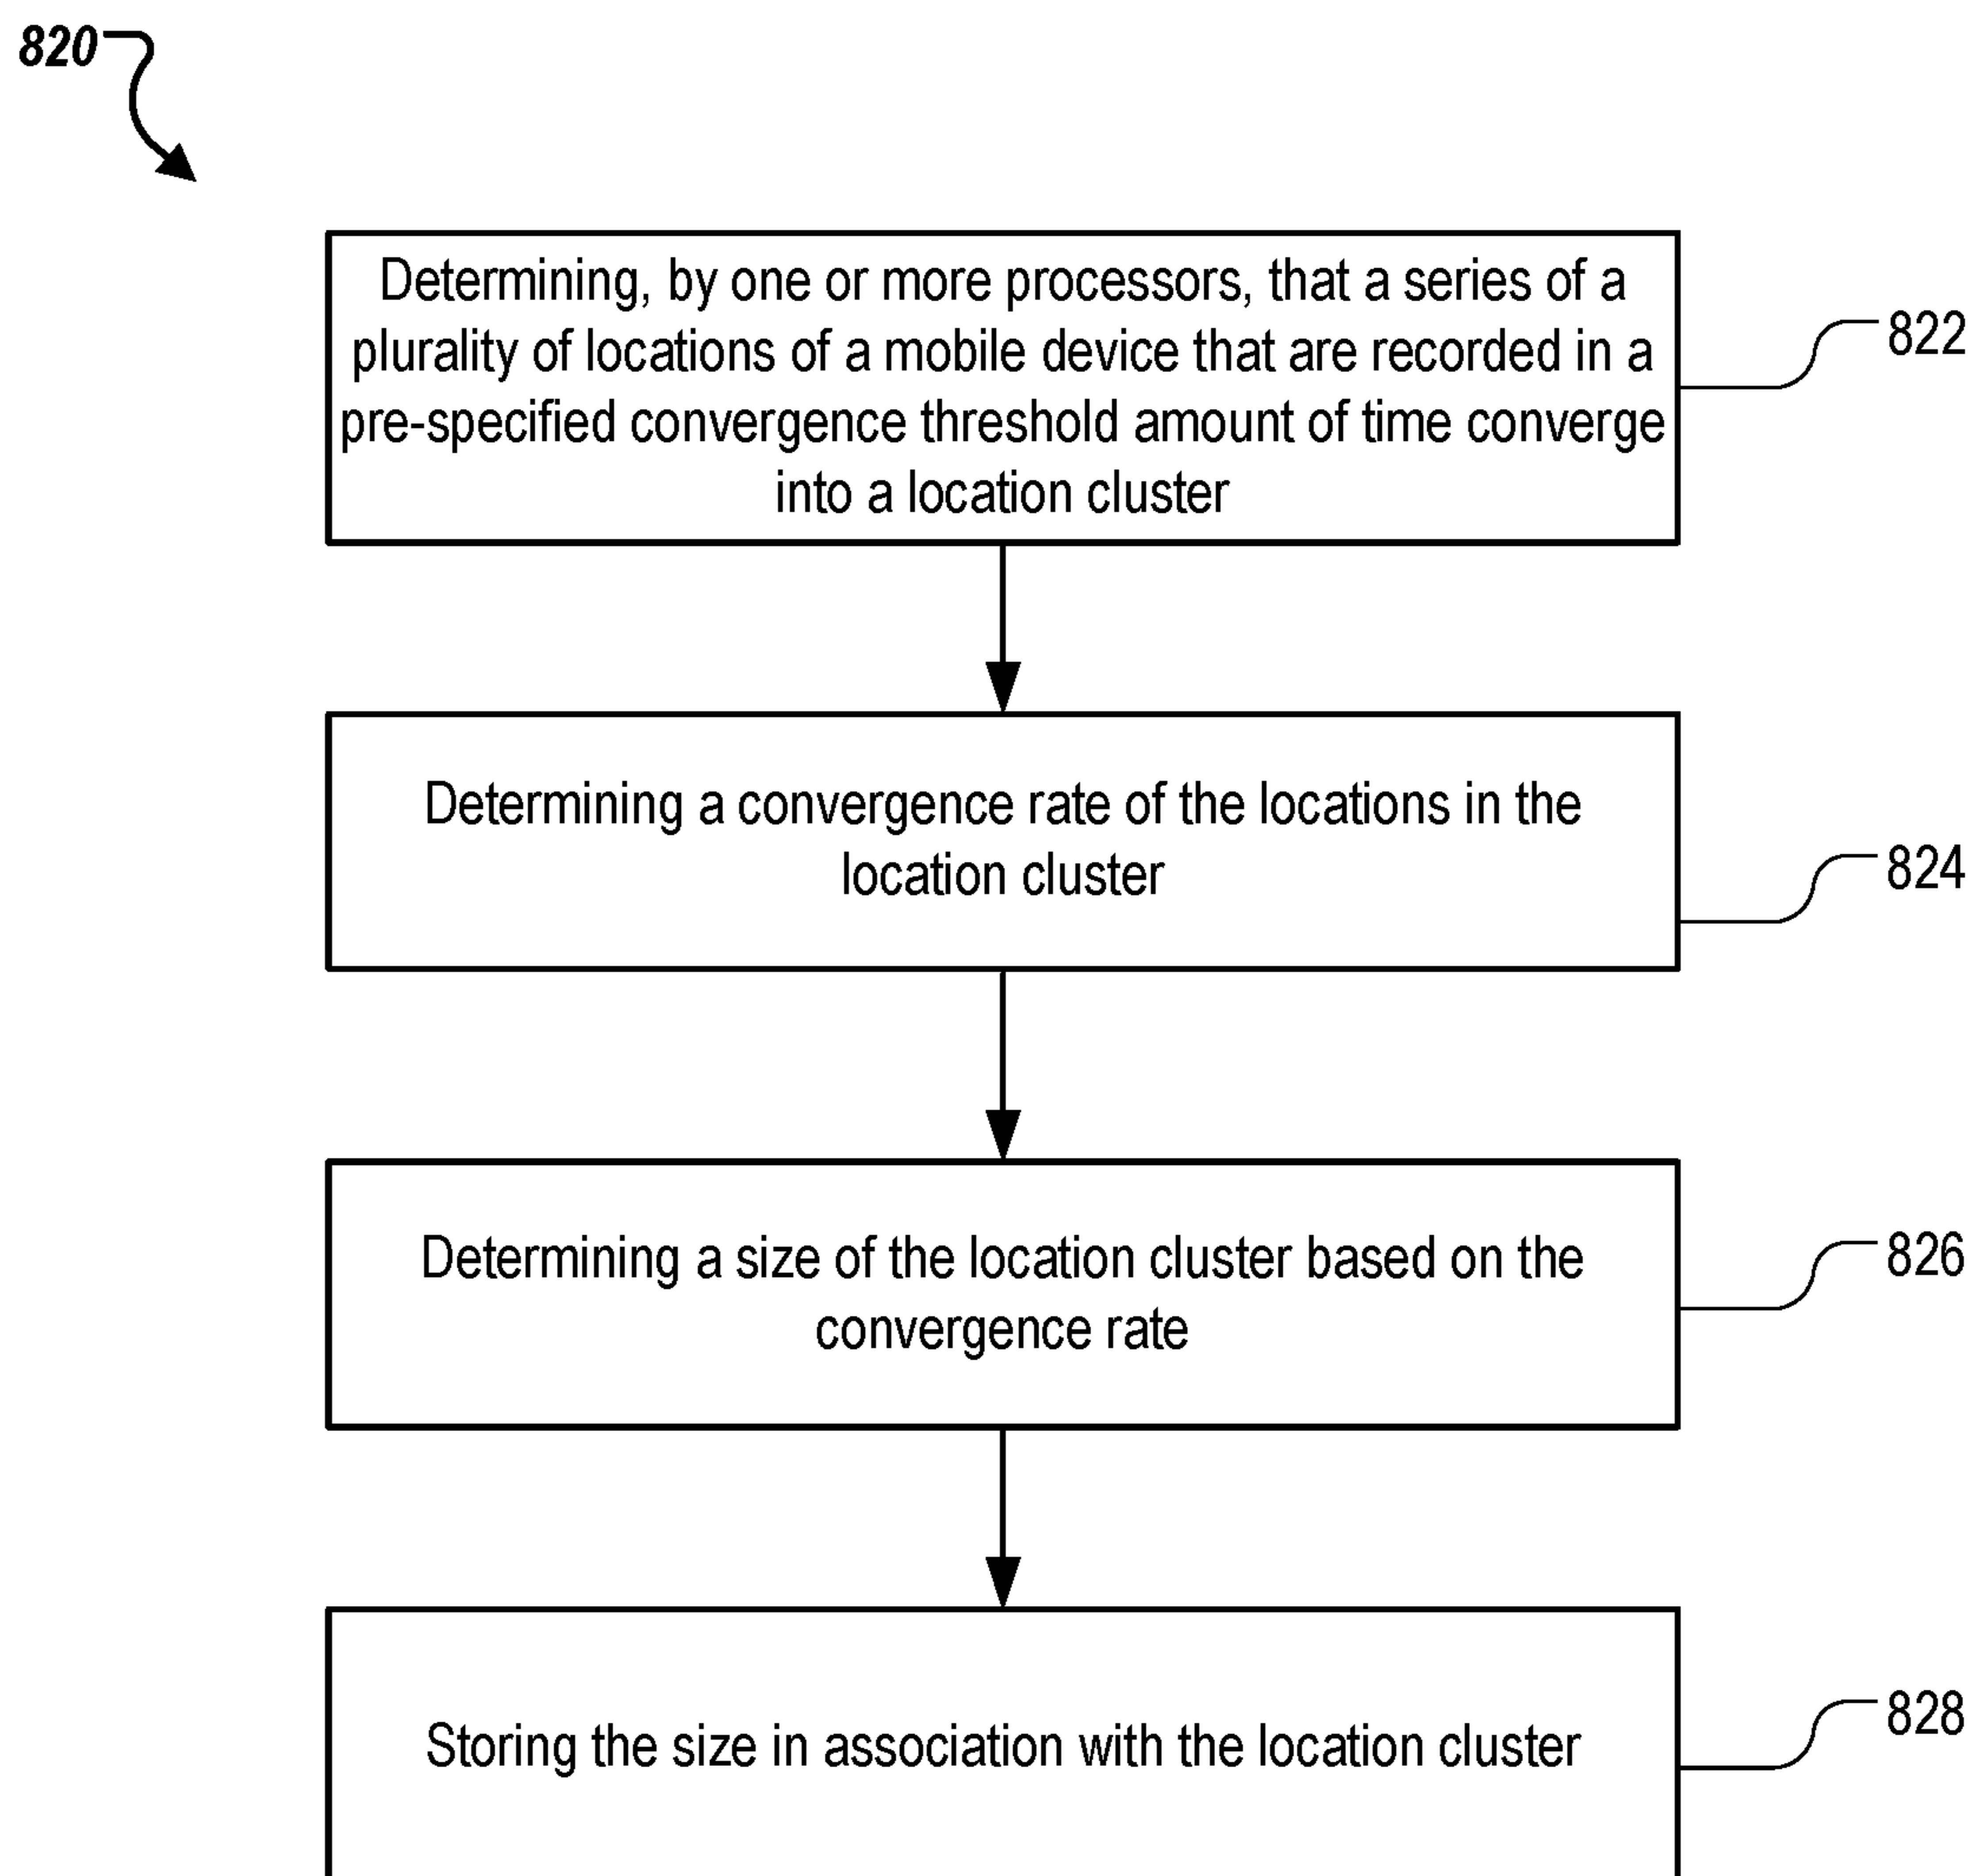 820
Determining, by one or more processors, that a series of a
plurality of locations of a mobile device that are recorded in a
pre-specified convergence threshold amount of time converge
into a location cluster
822
Determining a convergence rate of the locations in the
location cluster
824
Determining a size of the location cluster based on the
convergence rate
826
Storing the size in association with the location cluster
828